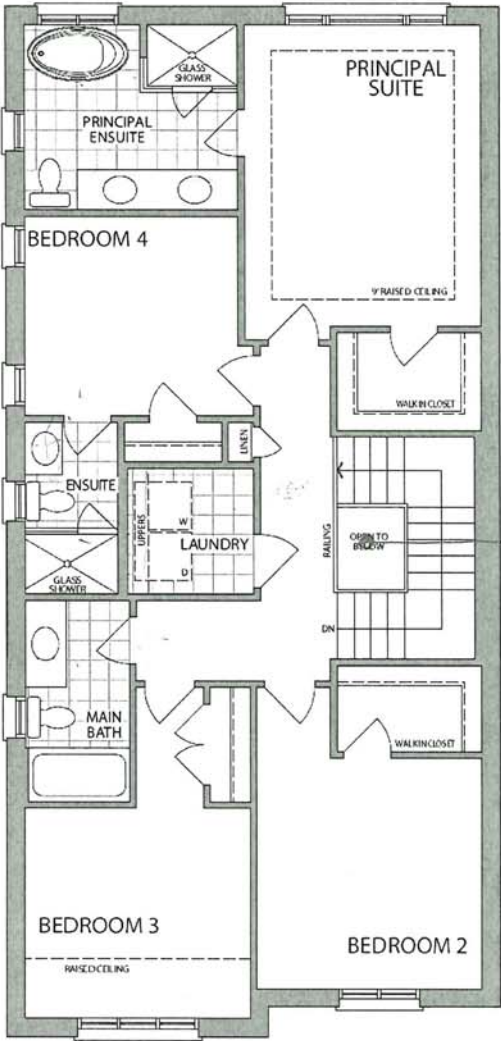 GLASS
SHOWER
PRINCIPAL
SUITE
PRINCIPAL
ENSUITE
BEDROOM 4
9' RAISED CEILING
WALK IN CLOSET
LINEN
ENSUITE
UPPERS
W
LAUNDRY
D
RAILING
OPEN TO
BELOW
GLASS
SHOWER
DN
MAIN
BATH
WALK IN CLOSET
BEDROOM 3
BEDROOM 2
RAISED CEILING